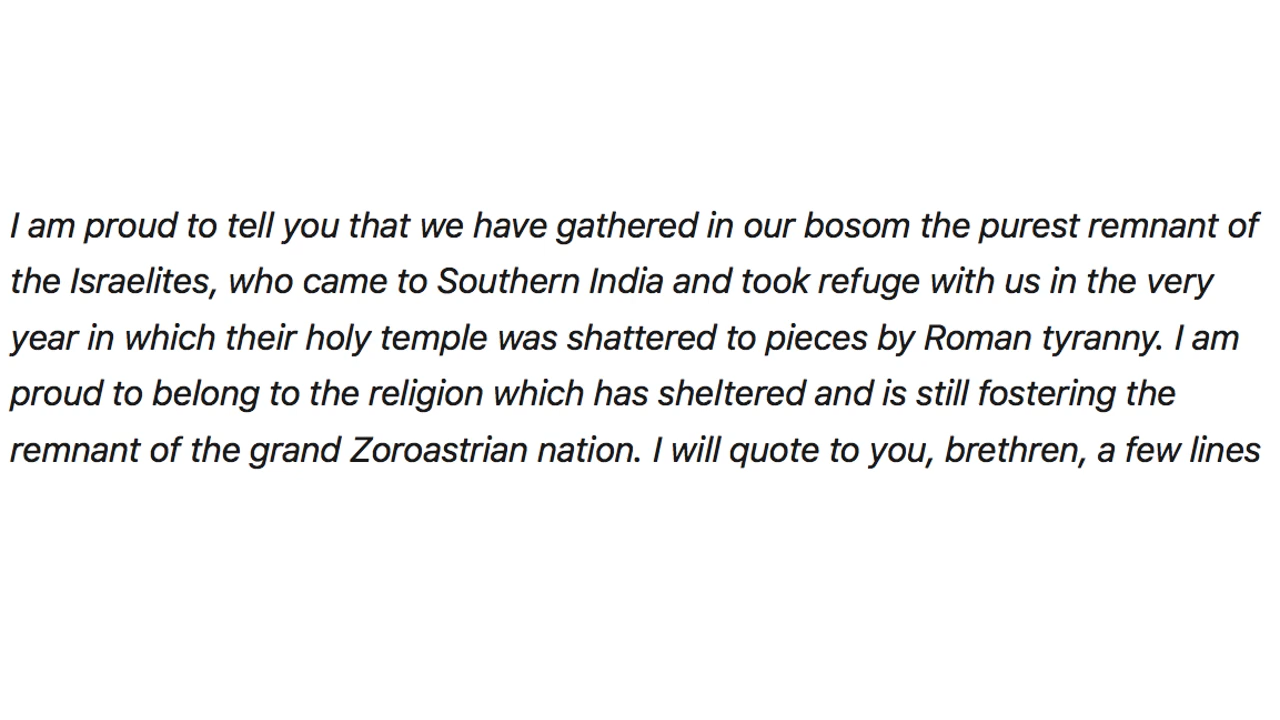 I am proud to tell you that we have gathered in our bosom the purest remnant of
the Israelites, who came to Southern India and took refuge with us in the very
year in which their holy temple was shattered to pieces by Roman tyranny. I am
proud to belong to the religion which has sheltered and is still fostering the
remnant of the grand Zoroastrian nation. I will quote to you, brethren, a few lines